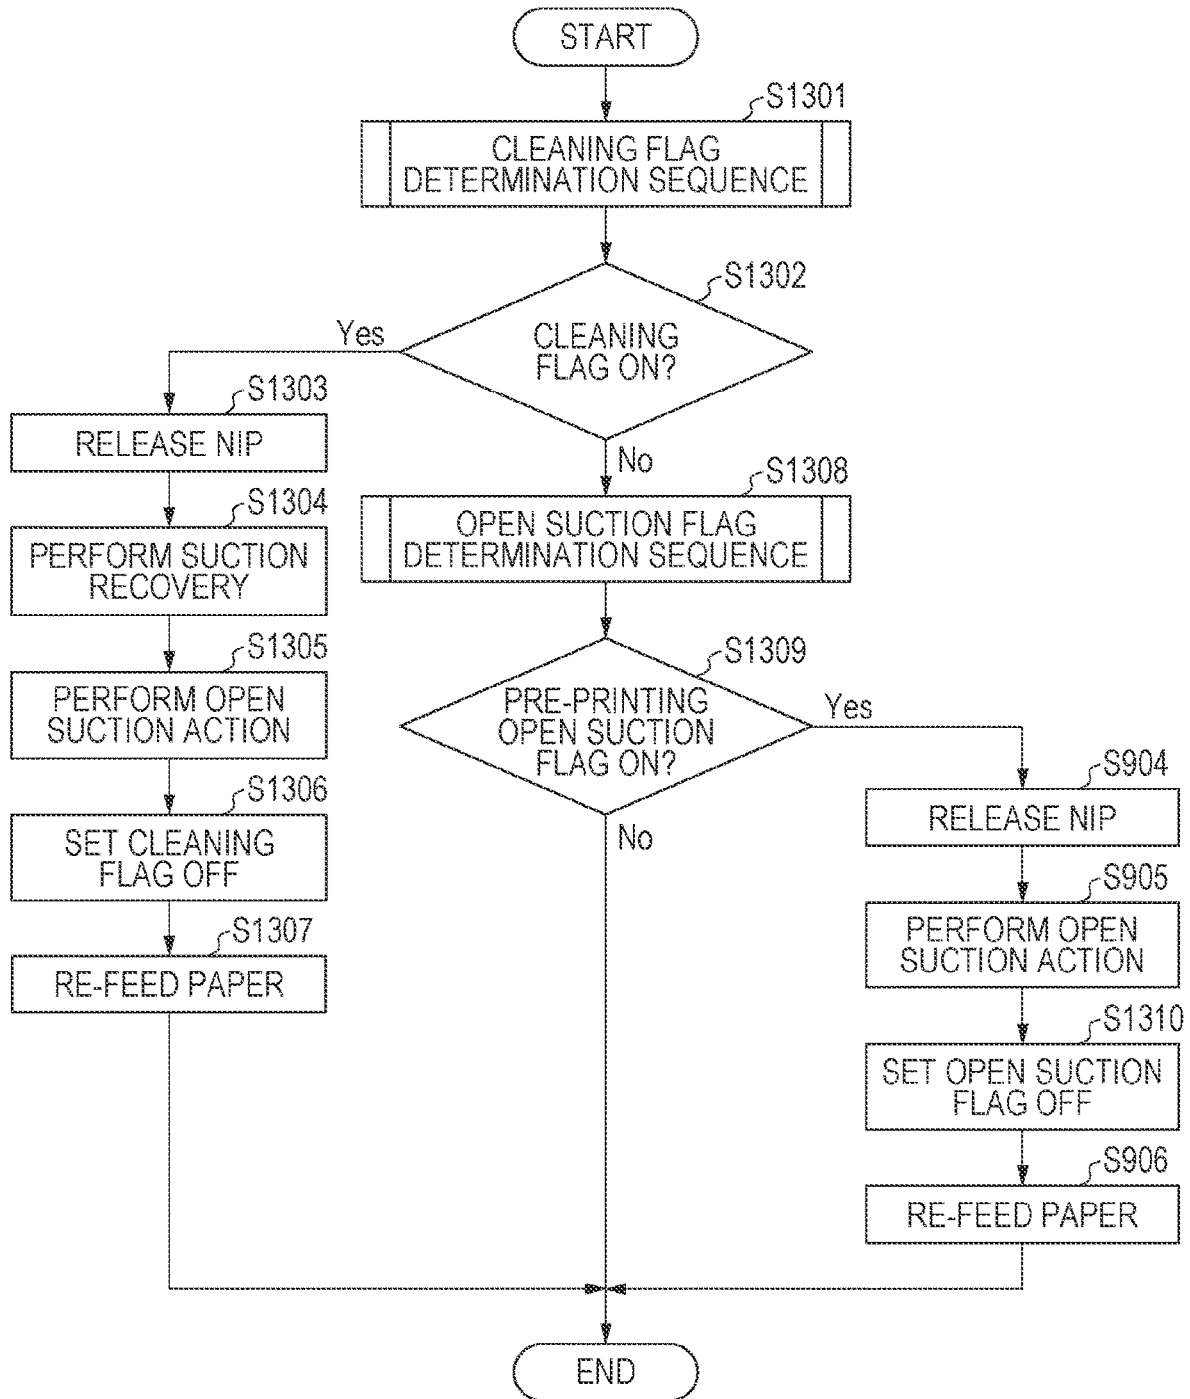 START
S1301
CLEANING FLAG
DETERMINATION SEQUENCE
S1302
CLEANING
FLAG ON?
Yes
No
S1303
RELEASE NIP
S1304
PERFORM SUCTION
RECOVERY
S1305
PERFORM OPEN
SUCTION ACTION
S1306
SET CLEANING
FLAG OFF
S1307
RE-FEED PAPER
S1308
OPEN SUCTION FLAG
DETERMINATION SEQUENCE
S1309
PRE-PRINTING
OPEN SUCTION
FLAG ON?
Yes
No
S904
RELEASE NIP
S905
PERFORM OPEN
SUCTION ACTION
S1310
SET OPEN SUCTION
FLAG OFF
S906
RE-FEED PAPER
END